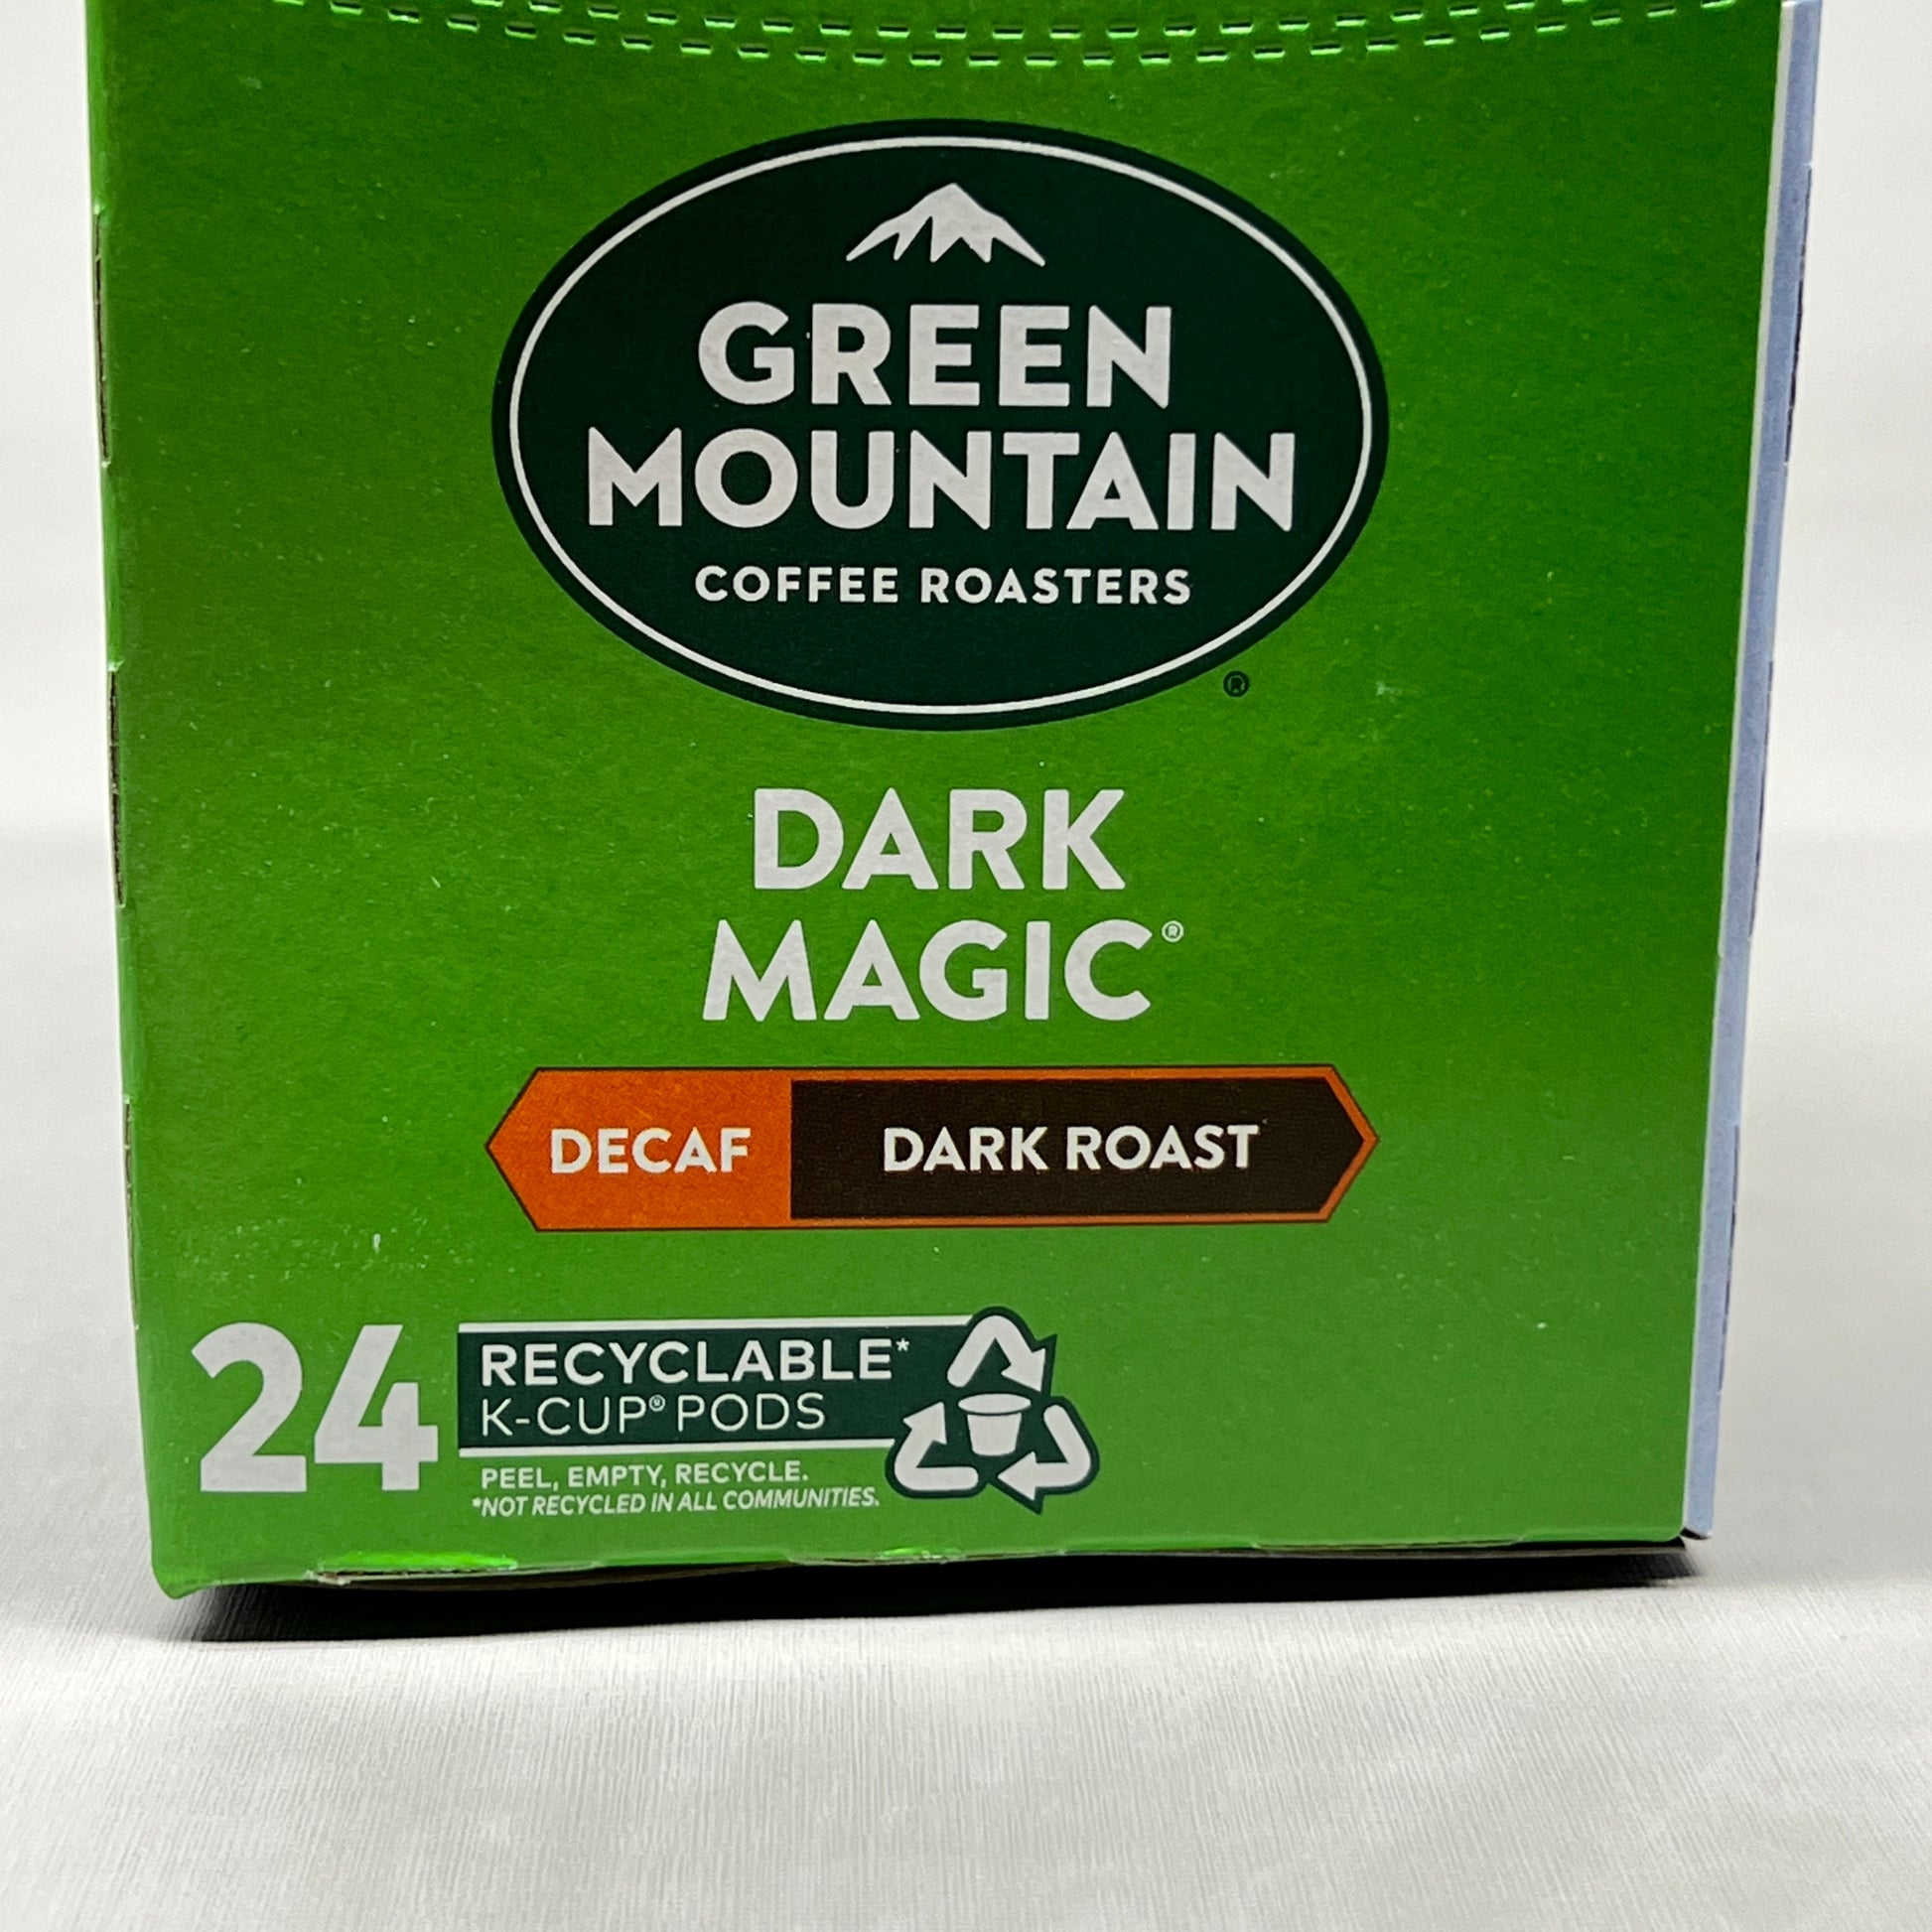 GREEN
MOUNTAIN
COFFEE ROASTERS
®
DARK
MAGIC®
DECAF DARK ROAST
24
RECYCLABLE*
K-CUP® PODS
PEEL, EMPTY, RECYCLE.
*NOT RECYCLED IN ALL COMMUNITIES.